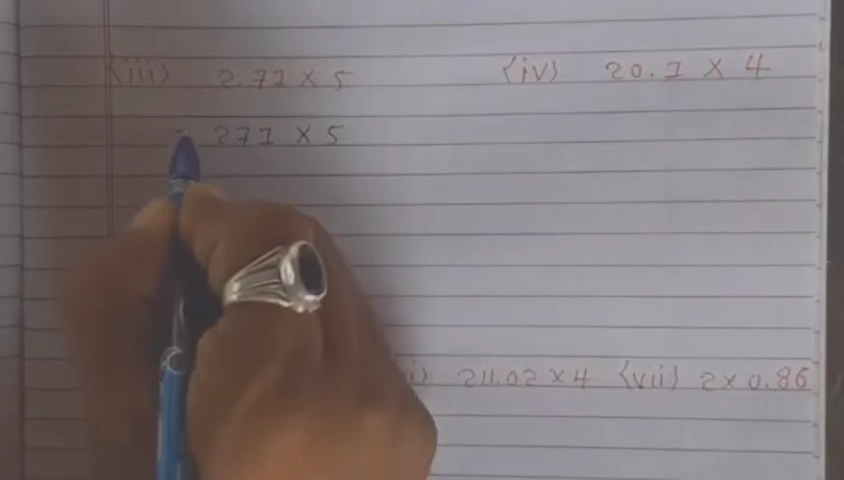 (iii) 2.71 × 5 (iv) 20.1 × 4
= 271 × 5
i) 211.02 × 4 (vii) 2 × 0.86